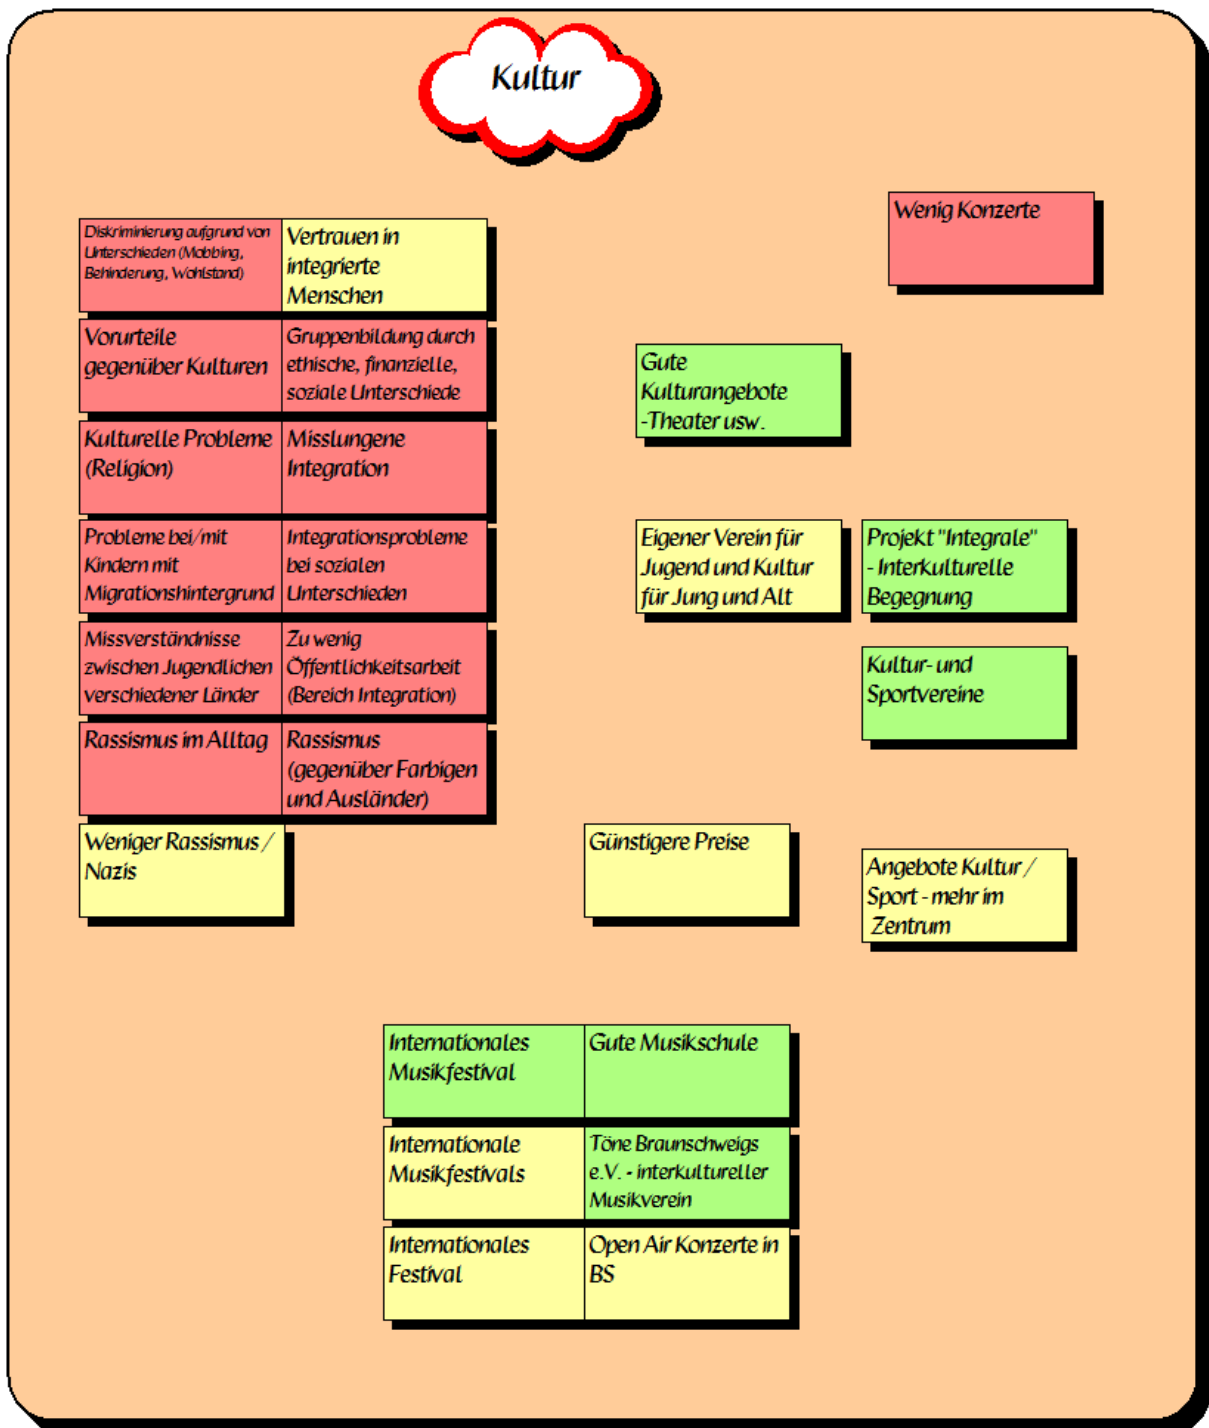 Kultur
Wenig Konzerte
Diskriminierung aufgrund von
Unterschieden (Mobbing,
Behinderung, Wohlstand)
Vertrauen in
integrierte
Menschen
Vorurteile
gegenüber Kulturen
Gruppenbildung durch
ethische, finanzielle,
soziale Unterschiede
Gute
Kulturangebote
-Theater usw.
Kulturelle Probleme
(Religion)
Misslungene
Integration
Probleme bei/mit
Kindern mit
Migrationshintergrund
Integrationsprobleme
bei sozialen
Unterschieden
Eigener Verein für
Jugend und Kultur
für Jung und Alt
Projekt "Integrale"
- Interkulturelle
Begegnung
Missverständnisse
zwischen Jugendlichen
verschiedener Länder
Zu wenig
Öffentlichkeitsarbeit
(Bereich Integration)
Kultur- und
Sportvereine
Rassismus im Alltag
Rassismus
(gegenüber Farbigen
und Ausländer)
Weniger Rassismus /
Nazis
Günstigere Preise
Angebote Kultur /
Sport - mehr im
Zentrum
Internationales
Musikfestival
Gute Musikschule
Internationale
Musikfestivals
Töne Braunschweigs
e.V. - interkultureller
Musikverein
Internationales
Festival
Open Air Konzerte in
BS